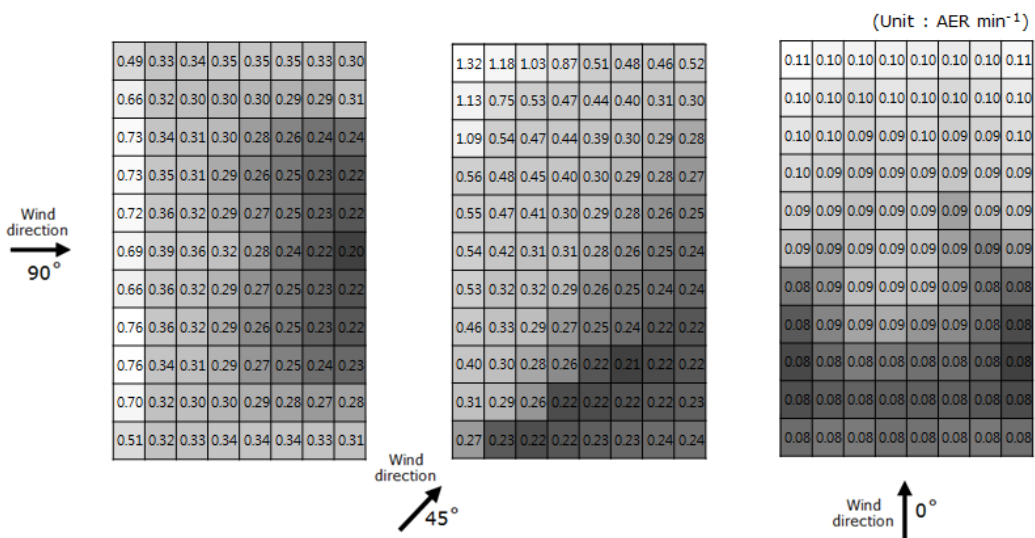 (Unit : AER min⁻¹)
0.49 0.33 0.34 0.35 0.35 0.35 0.33 0.30
0.66 0.32 0.30 0.30 0.30 0.29 0.29 0.31
0.73 0.34 0.31 0.30 0.28 0.26 0.24 0.24
0.73 0.35 0.31 0.29 0.26 0.25 0.23 0.22
0.72 0.36 0.32 0.29 0.27 0.25 0.23 0.22
0.69 0.39 0.36 0.32 0.28 0.24 0.22 0.20
0.66 0.36 0.32 0.29 0.27 0.25 0.23 0.22
0.76 0.36 0.32 0.29 0.26 0.25 0.23 0.22
0.76 0.34 0.31 0.29 0.27 0.25 0.24 0.23
0.70 0.32 0.30 0.30 0.29 0.28 0.27 0.28
0.51 0.32 0.33 0.34 0.34 0.34 0.33 0.31
Wind
direction
90°
1.32 1.18 1.03 0.87 0.51 0.48 0.46 0.52
1.13 0.75 0.53 0.47 0.44 0.40 0.31 0.30
1.09 0.54 0.47 0.44 0.39 0.30 0.29 0.28
0.56 0.48 0.45 0.40 0.30 0.29 0.28 0.27
0.55 0.47 0.41 0.30 0.29 0.28 0.26 0.25
0.54 0.42 0.31 0.31 0.28 0.26 0.25 0.24
0.53 0.32 0.32 0.29 0.26 0.25 0.24 0.24
0.46 0.33 0.29 0.27 0.25 0.24 0.22 0.22
0.40 0.30 0.28 0.26 0.22 0.21 0.22 0.22
0.31 0.29 0.26 0.22 0.22 0.22 0.22 0.23
0.27 0.23 0.22 0.22 0.23 0.23 0.24 0.24
Wind
direction
45°
0.11 0.10 0.10 0.10 0.10 0.10 0.10 0.11
0.10 0.10 0.10 0.10 0.10 0.10 0.10 0.10
0.10 0.10 0.09 0.09 0.10 0.09 0.09 0.10
0.10 0.09 0.09 0.09 0.09 0.09 0.09 0.09
0.09 0.09 0.09 0.09 0.09 0.09 0.09 0.09
0.09 0.09 0.09 0.09 0.09 0.09 0.09 0.09
0.08 0.09 0.09 0.09 0.09 0.09 0.08 0.08
0.08 0.09 0.09 0.09 0.09 0.09 0.08 0.08
0.08 0.08 0.08 0.08 0.08 0.08 0.08 0.08
0.08 0.08 0.08 0.08 0.08 0.08 0.08 0.08
0.08 0.08 0.08 0.08 0.08 0.08 0.08 0.08
Wind
direction
0°